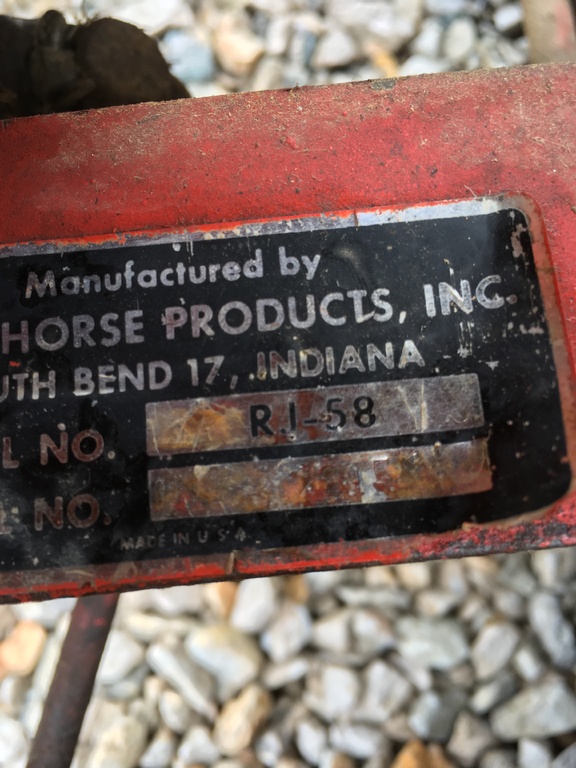 Manufactured by
HORSE PRODUCTS, INC.
UTH BEND 17, INDIANA
L NO. RJ-58
L NO.
MADE IN U S A